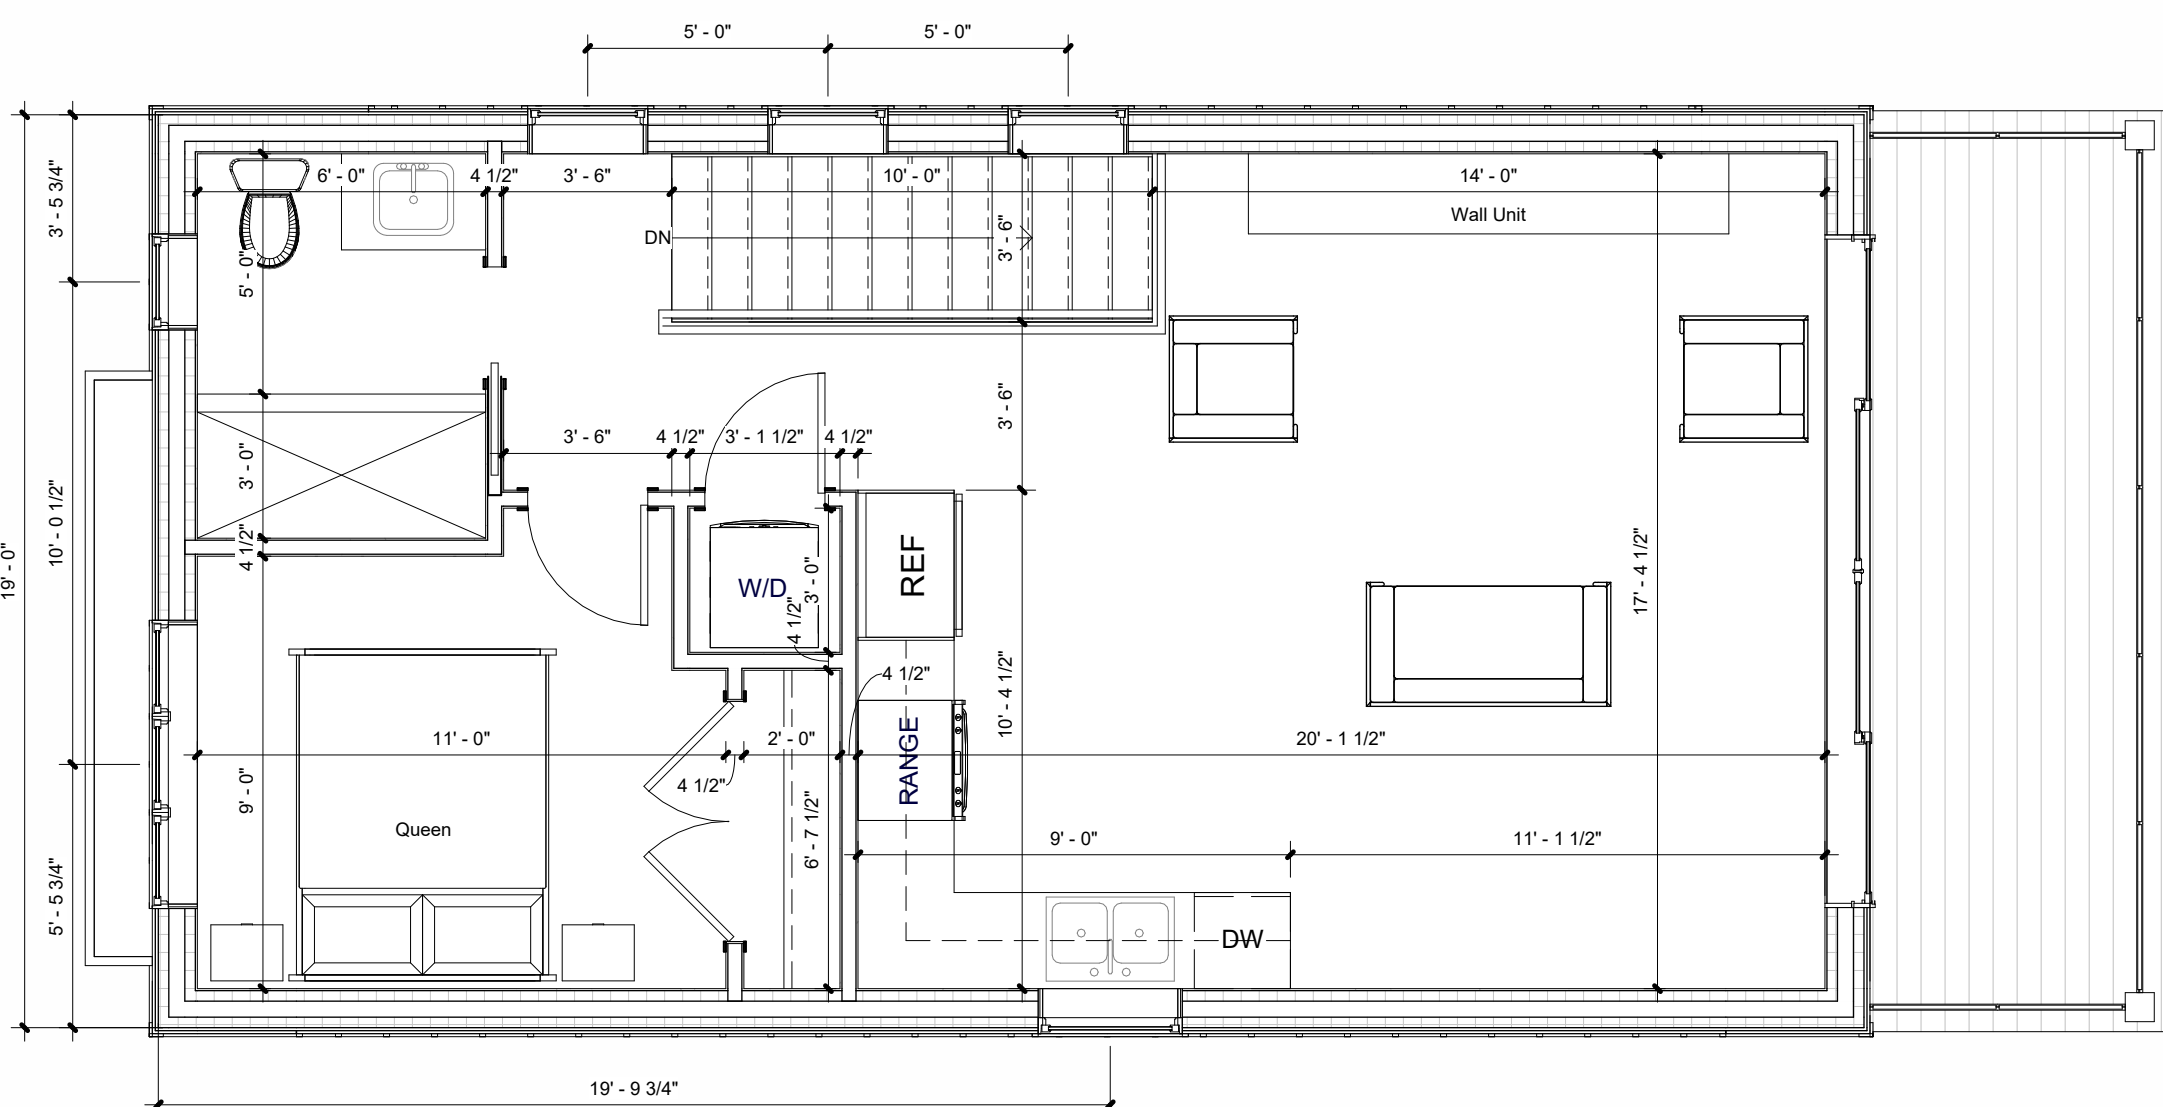 5' - 0"
5' - 0"
6' - 0"
4 1/2"
3' - 6"
10' - 0"
14' - 0"
3' - 5 3/4"
Wall Unit
DN
3' - 6"
5' - 0"
3' - 6"
3' - 6"
4 1/2"
3' - 1 1/2"
4 1/2"
3' - 0"
10' - 0 1/2"
4 1/2"
19' - 0"
W/D
3' - 0"
4 1/2"
REF
17' - 4 1/2"
4 1/2"
10' - 4 1/2"
11' - 0"
2' - 0"
20' - 1 1/2"
RANGE
4 1/2"
9' - 0"
Queen
6' - 7 1/2"
9' - 0"
11' - 1 1/2"
5' - 5 3/4"
DW
19' - 9 3/4"